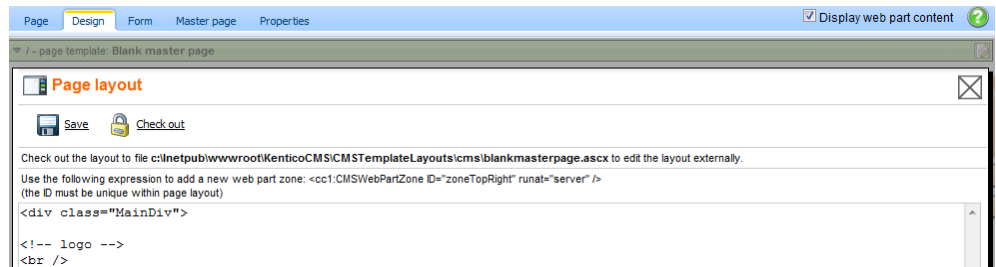 Page Design Form Master page Properties Display web part content
/ - page template: Blank master page
Page layout
Save Check out
Check out the layout to file c:\Inetpub\wwwroot\KenticoCMS\CMSTemplateLayouts\cms\blankmasterpage.ascx to edit the layout externally.
Use the following expression to add a new web part zone: <cc1:CMSWebPartZone ID="zoneTopRight" runat="server" />
(the ID must be unique within page layout)
<div class="MainDiv">
<!-- logo -->
<br />